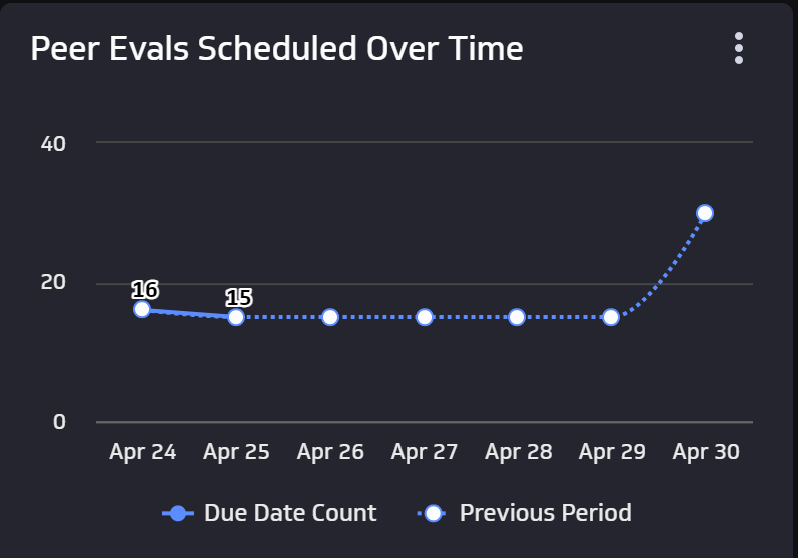 Peer Evals Scheduled Over Time
40
20
0
16
15
Apr 24 Apr 25 Apr 26 Apr 27 Apr 28 Apr 29 Apr 30
Due Date Count Previous Period